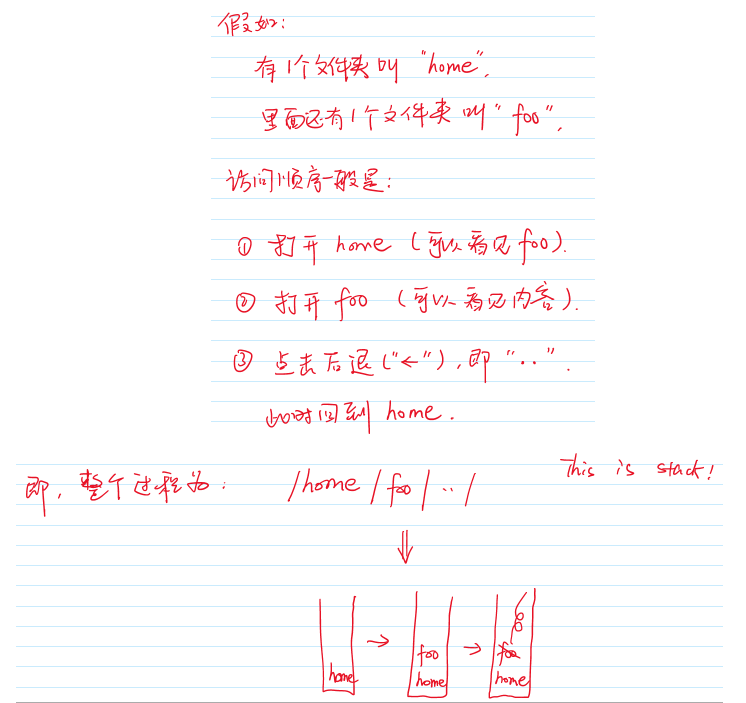 假如:
有1个文件夹叫 "home".
里面还有1个文件夹叫 "foo".
访问顺序一般是:
① 打开 home (可以看见foo).
② 打开 foo (可以看见内容).
③ 点击后退("←"), 即 "..".
此时回到 home.
This is stack!
即, 整个过程为: /home/foo/../
⇓
home → foo home → foo home